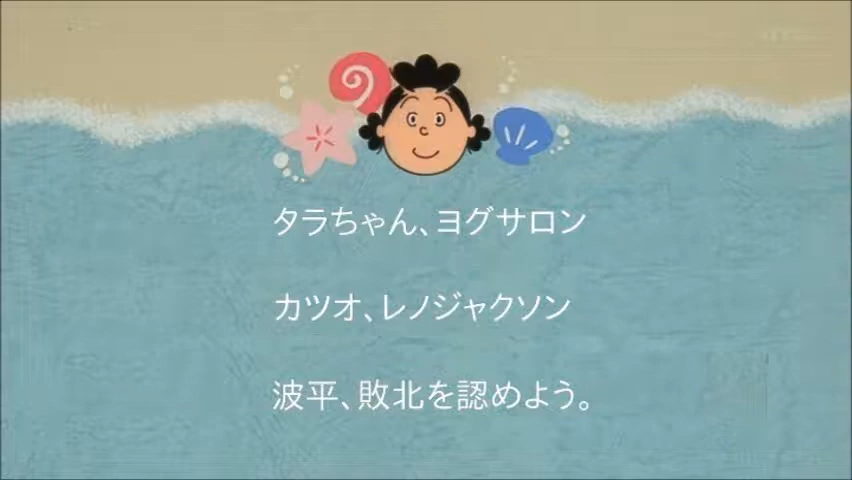 タラちゃん、ヨグサロン
カツオ、レノジャクソン
波平、敗北を認めよう。